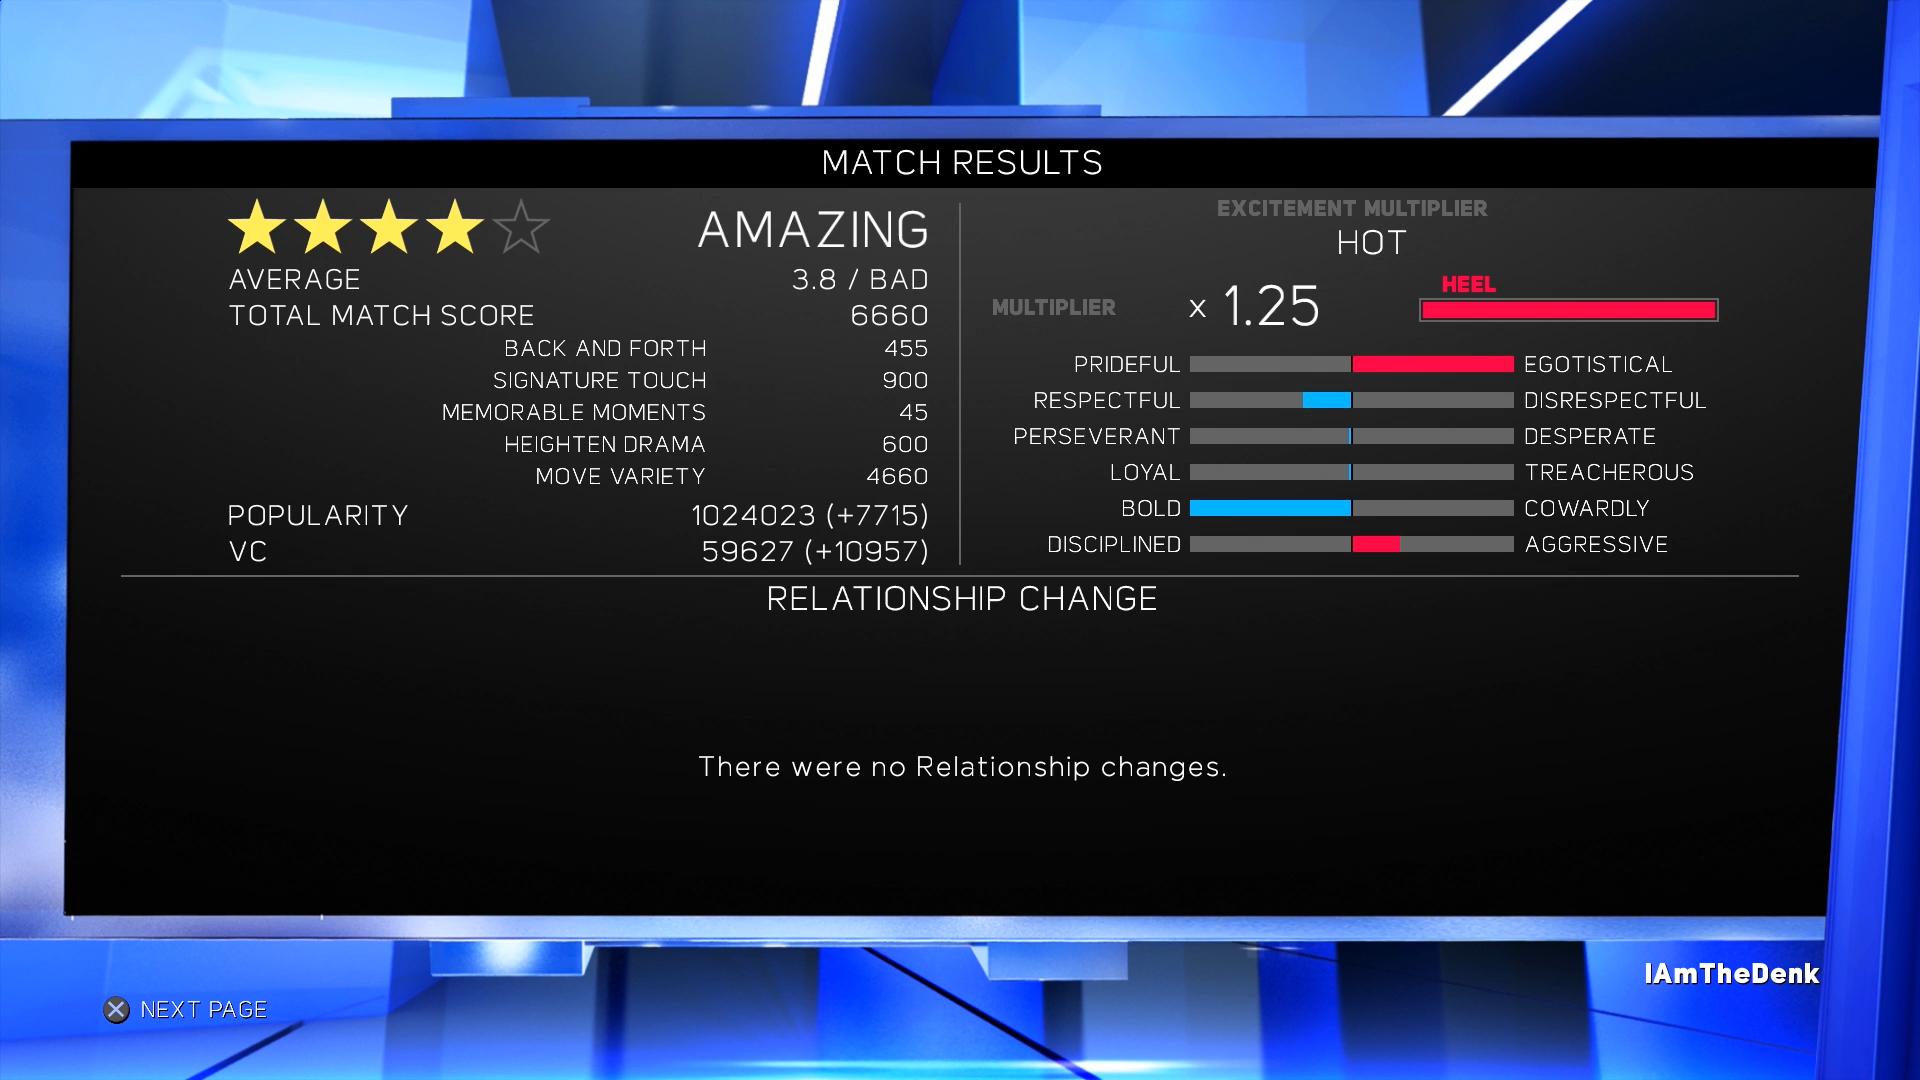 MATCH RESULTS
AMAZING
AVERAGE 3.8 / BAD
TOTAL MATCH SCORE 6660
BACK AND FORTH 455
SIGNATURE TOUCH 900
MEMORABLE MOMENTS 45
HEIGHTEN DRAMA 600
MOVE VARIETY 4660
POPULARITY 1024023 (+7715)
VC 59627 (+10957)
EXCITEMENT MULTIPLIER
HOT
HEEL
MULTIPLIER x 1.25
PRIDEFUL EGOTISTICAL
RESPECTFUL DISRESPECTFUL
PERSEVERANT DESPERATE
LOYAL TREACHEROUS
BOLD COWARDLY
DISCIPLINED AGGRESSIVE
RELATIONSHIP CHANGE
There were no Relationship changes.
IAmTheDenk
NEXT PAGE